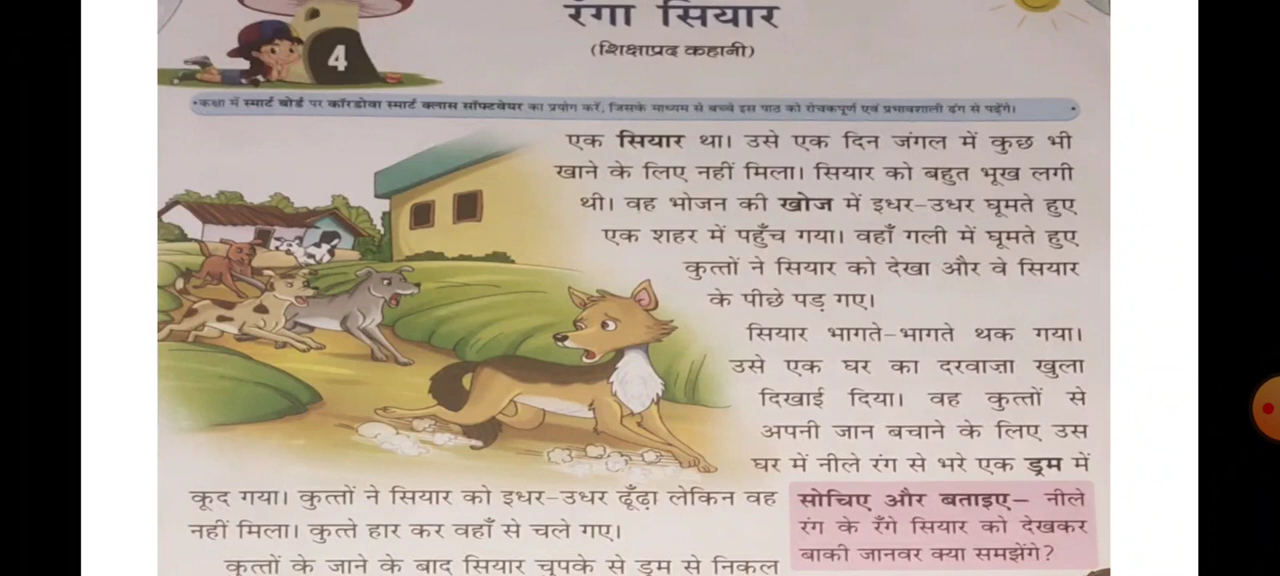 रंगा सियार
(शिक्षाप्रद कहानी)
4
•कक्षा में स्मार्ट बोर्ड पर कॉरडोवा स्मार्ट क्लास सॉफ्टवेयर का प्रयोग करें, जिसके माध्यम से बच्चे इस पाठ को रोचकपूर्ण एवं प्रभावशाली ढंग से पढ़ेंगे।
एक सियार था। उसे एक दिन जंगल में कुछ भी
खाने के लिए नहीं मिला। सियार को बहुत भूख लगी
थी। वह भोजन की खोज में इधर-उधर घूमते हुए
एक शहर में पहुँच गया। वहाँ गली में घूमते हुए
कुत्तों ने सियार को देखा और वे सियार
के पीछे पड़ गए।
सियार भागते-भागते थक गया।
उसे एक घर का दरवाज़ा खुला
दिखाई दिया। वह कुत्तों से
अपनी जान बचाने के लिए उस
घर में नीले रंग से भरे एक ड्रम में
कूद गया। कुत्तों ने सियार को इधर-उधर ढूँढ़ा लेकिन वह
नहीं मिला। कुत्ते हार कर वहाँ से चले गए।
कुत्तों के जाने के बाद सियार चुपके से ड्रम से निकल
सोचिए और बताइए– नीले
रंग के रँगे सियार को देखकर
बाकी जानवर क्या समझेंगे?